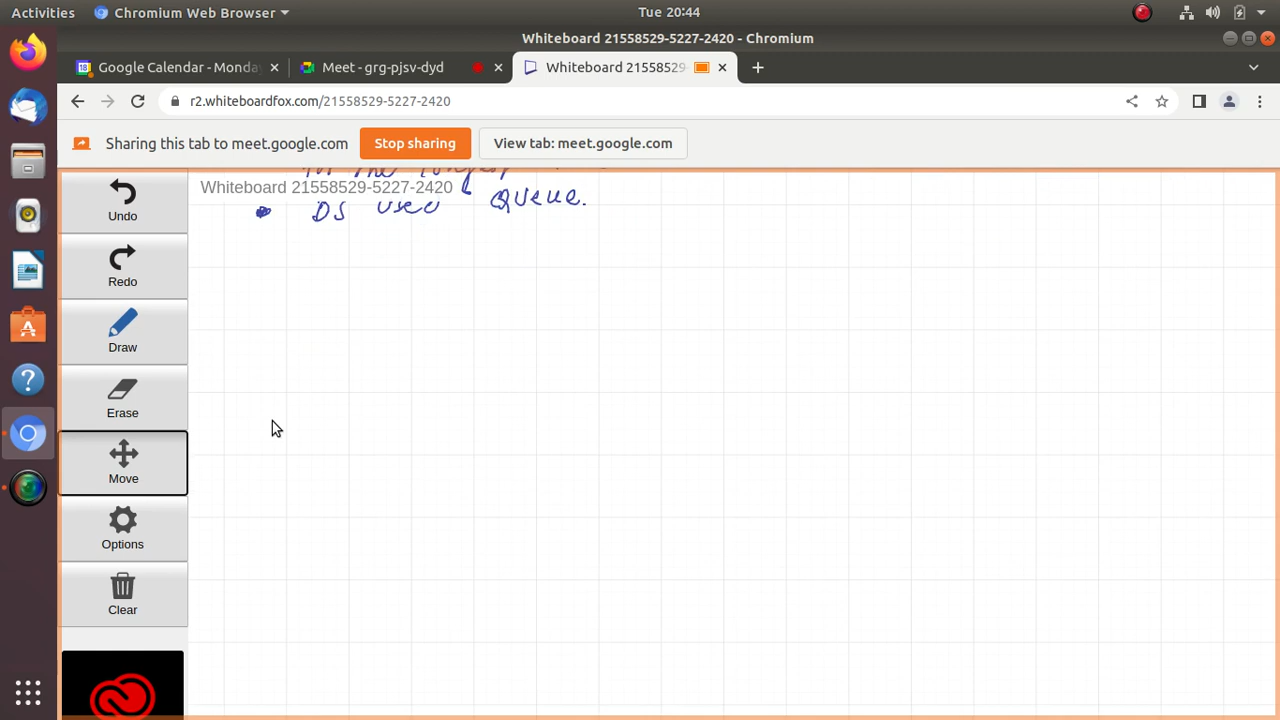 Activities Chromium Web Browser Tue 20:44
Whiteboard 21558529-5227-2420 - Chromium
Google Calendar - Monda Meet - grg-pjsv-dyd Whiteboard 21558529-
r2.whiteboardfox.com/21558529-5227-2420
Sharing this tab to meet.google.com Stop sharing View tab: meet.google.com
Whiteboard 21558529-5227-2420
DS used Queue.
Undo
Redo
Draw
Erase
Move
Options
Clear